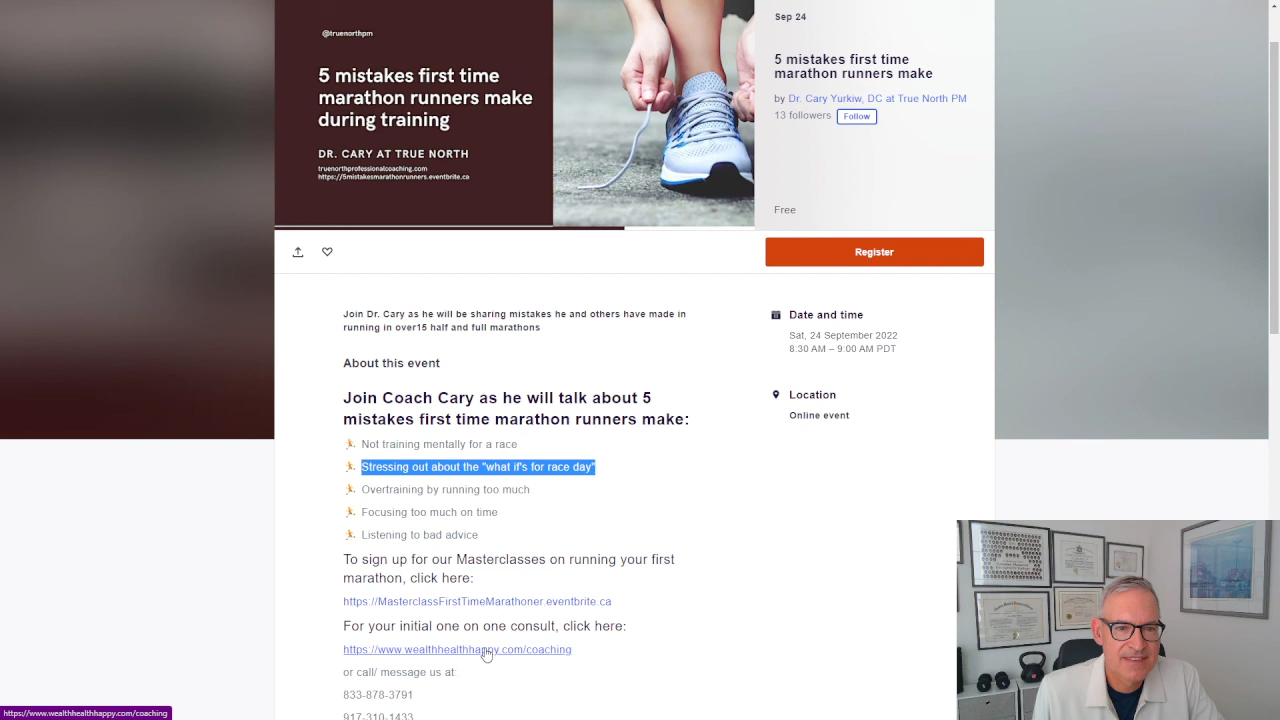 @truenorthpm
5 mistakes first time
marathon runners make
during training
DR. CARY AT TRUE NORTH
truenorthprofessionalcoaching.com
https://5mistakesmarathonrunners.eventbrite.ca
Sep 24
5 mistakes first time
marathon runners make
by Dr. Cary Yurkiw, DC at True North PM
13 followers Follow
Free
Register
Join Dr. Cary as he will be sharing mistakes he and others have made in
running in over15 half and full marathons
About this event
Join Coach Cary as he will talk about 5
mistakes first time marathon runners make:
Not training mentally for a race
Stressing out about the "what if's for race day"
Overtraining by running too much
Focusing too much on time
Listening to bad advice
To sign up for our Masterclasses on running your first
marathon, click here:
https://MasterclassFirstTimeMarathoner.eventbrite.ca
For your initial one on one consult, click here:
https://www.wealthhealthhappy.com/coaching
or call/ message us at:
833-878-3791
917-310-1433
Date and time
Sat, 24 September 2022
8:30 AM – 9:00 AM PDT
Location
Online event
https://www.wealthhealthhappy.com/coaching